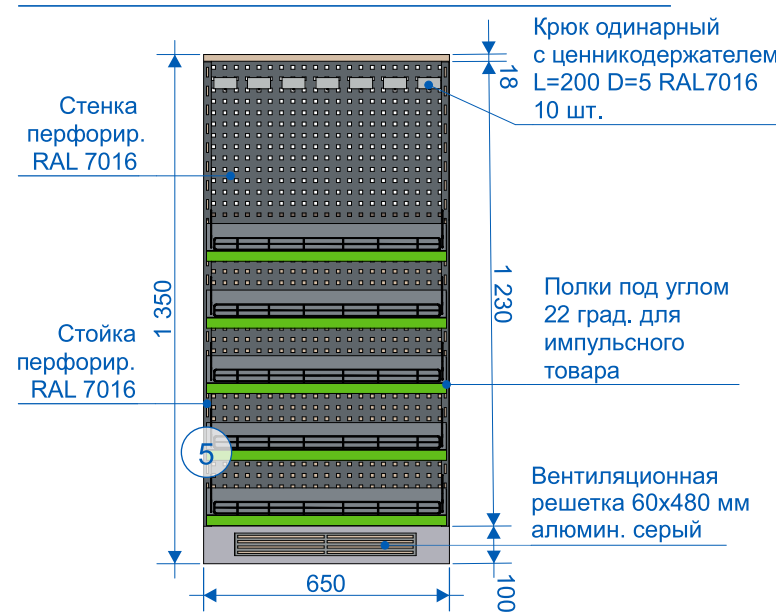 Крюк одинарный
с ценникодержателем
L=200 D=5 RAL7016
10 шт.
18
Стенка
перфорир.
RAL 7016
1 350
1 230
Полки под углом
22 град. для
импульсного
товара
Стойка
перфорир.
RAL 7016
5
Вентиляционная
решетка 60х480 мм
алюмин. серый
650
100